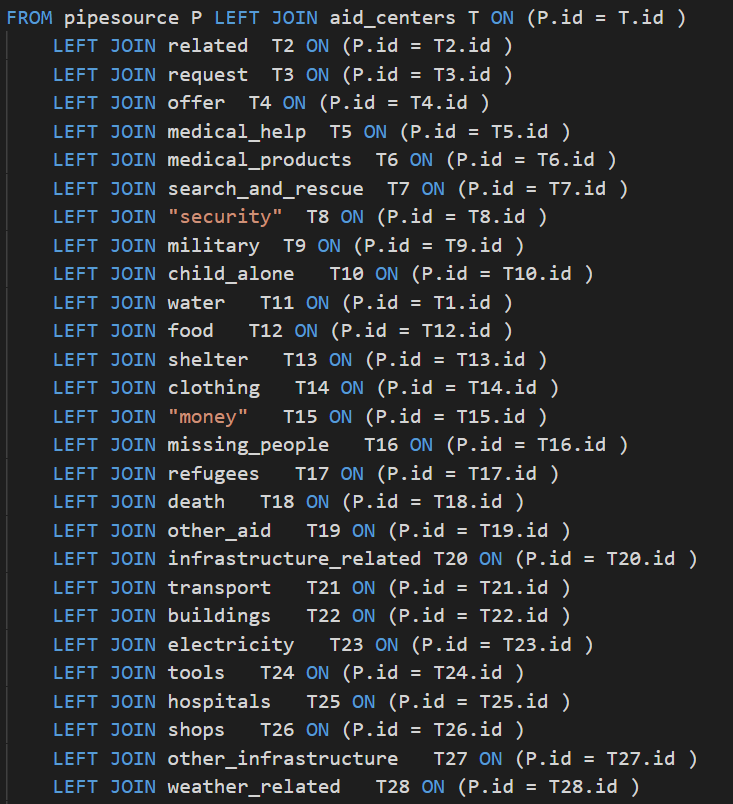 FROM pipesource P LEFT JOIN aid_centers T ON (P.id = T.id )
    LEFT JOIN related  T2 ON (P.id = T2.id )
    LEFT JOIN request  T3 ON (P.id = T3.id )
    LEFT JOIN offer  T4 ON (P.id = T4.id )
    LEFT JOIN medical_help  T5 ON (P.id = T5.id )
    LEFT JOIN medical_products  T6 ON (P.id = T6.id )
    LEFT JOIN search_and_rescue  T7 ON (P.id = T7.id )
    LEFT JOIN "security"  T8 ON (P.id = T8.id )
    LEFT JOIN military  T9 ON (P.id = T9.id )
    LEFT JOIN child_alone   T10 ON (P.id = T10.id )
    LEFT JOIN water   T11 ON (P.id = T1.id )
    LEFT JOIN food   T12 ON (P.id = T12.id )
    LEFT JOIN shelter   T13 ON (P.id = T13.id )
    LEFT JOIN clothing   T14 ON (P.id = T14.id )
    LEFT JOIN "money"   T15 ON (P.id = T15.id )
    LEFT JOIN missing_people   T16 ON (P.id = T16.id )
    LEFT JOIN refugees   T17 ON (P.id = T17.id )
    LEFT JOIN death   T18 ON (P.id = T18.id )
    LEFT JOIN other_aid   T19 ON (P.id = T19.id )
    LEFT JOIN infrastructure_related T20 ON (P.id = T20.id )
    LEFT JOIN transport   T21 ON (P.id = T21.id )
    LEFT JOIN buildings   T22 ON (P.id = T22.id )
    LEFT JOIN electricity   T23 ON (P.id = T23.id )
    LEFT JOIN tools   T24 ON (P.id = T24.id )
    LEFT JOIN hospitals   T25 ON (P.id = T25.id )
    LEFT JOIN shops   T26 ON (P.id = T26.id )
    LEFT JOIN other_infrastructure   T27 ON (P.id = T27.id )
    LEFT JOIN weather_related   T28 ON (P.id = T28.id )